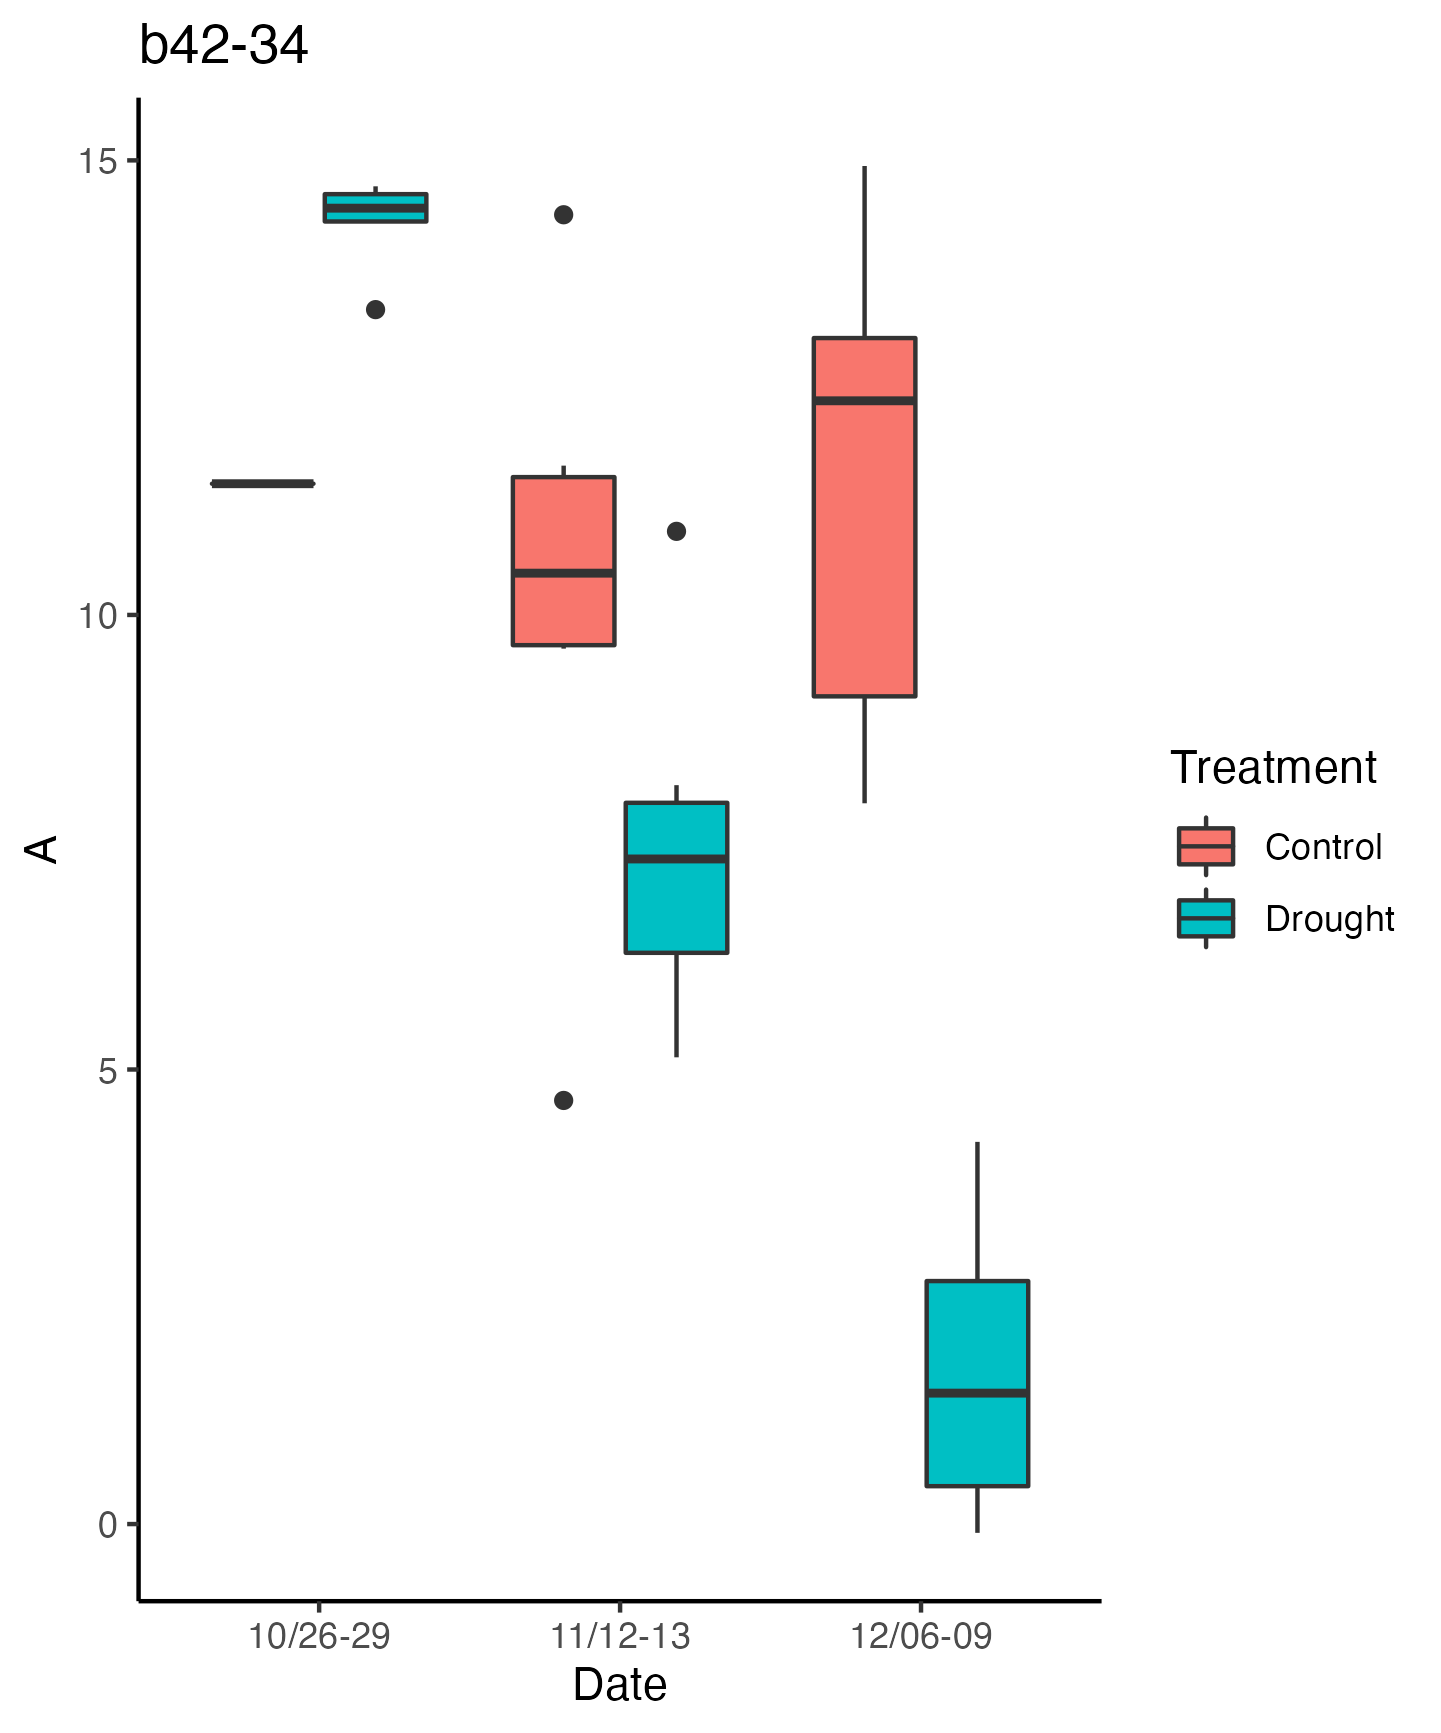 b42-34
15
10
5
0
A
10/26-29
11/12-13
12/06-09
Date
Treatment
Control
Drought